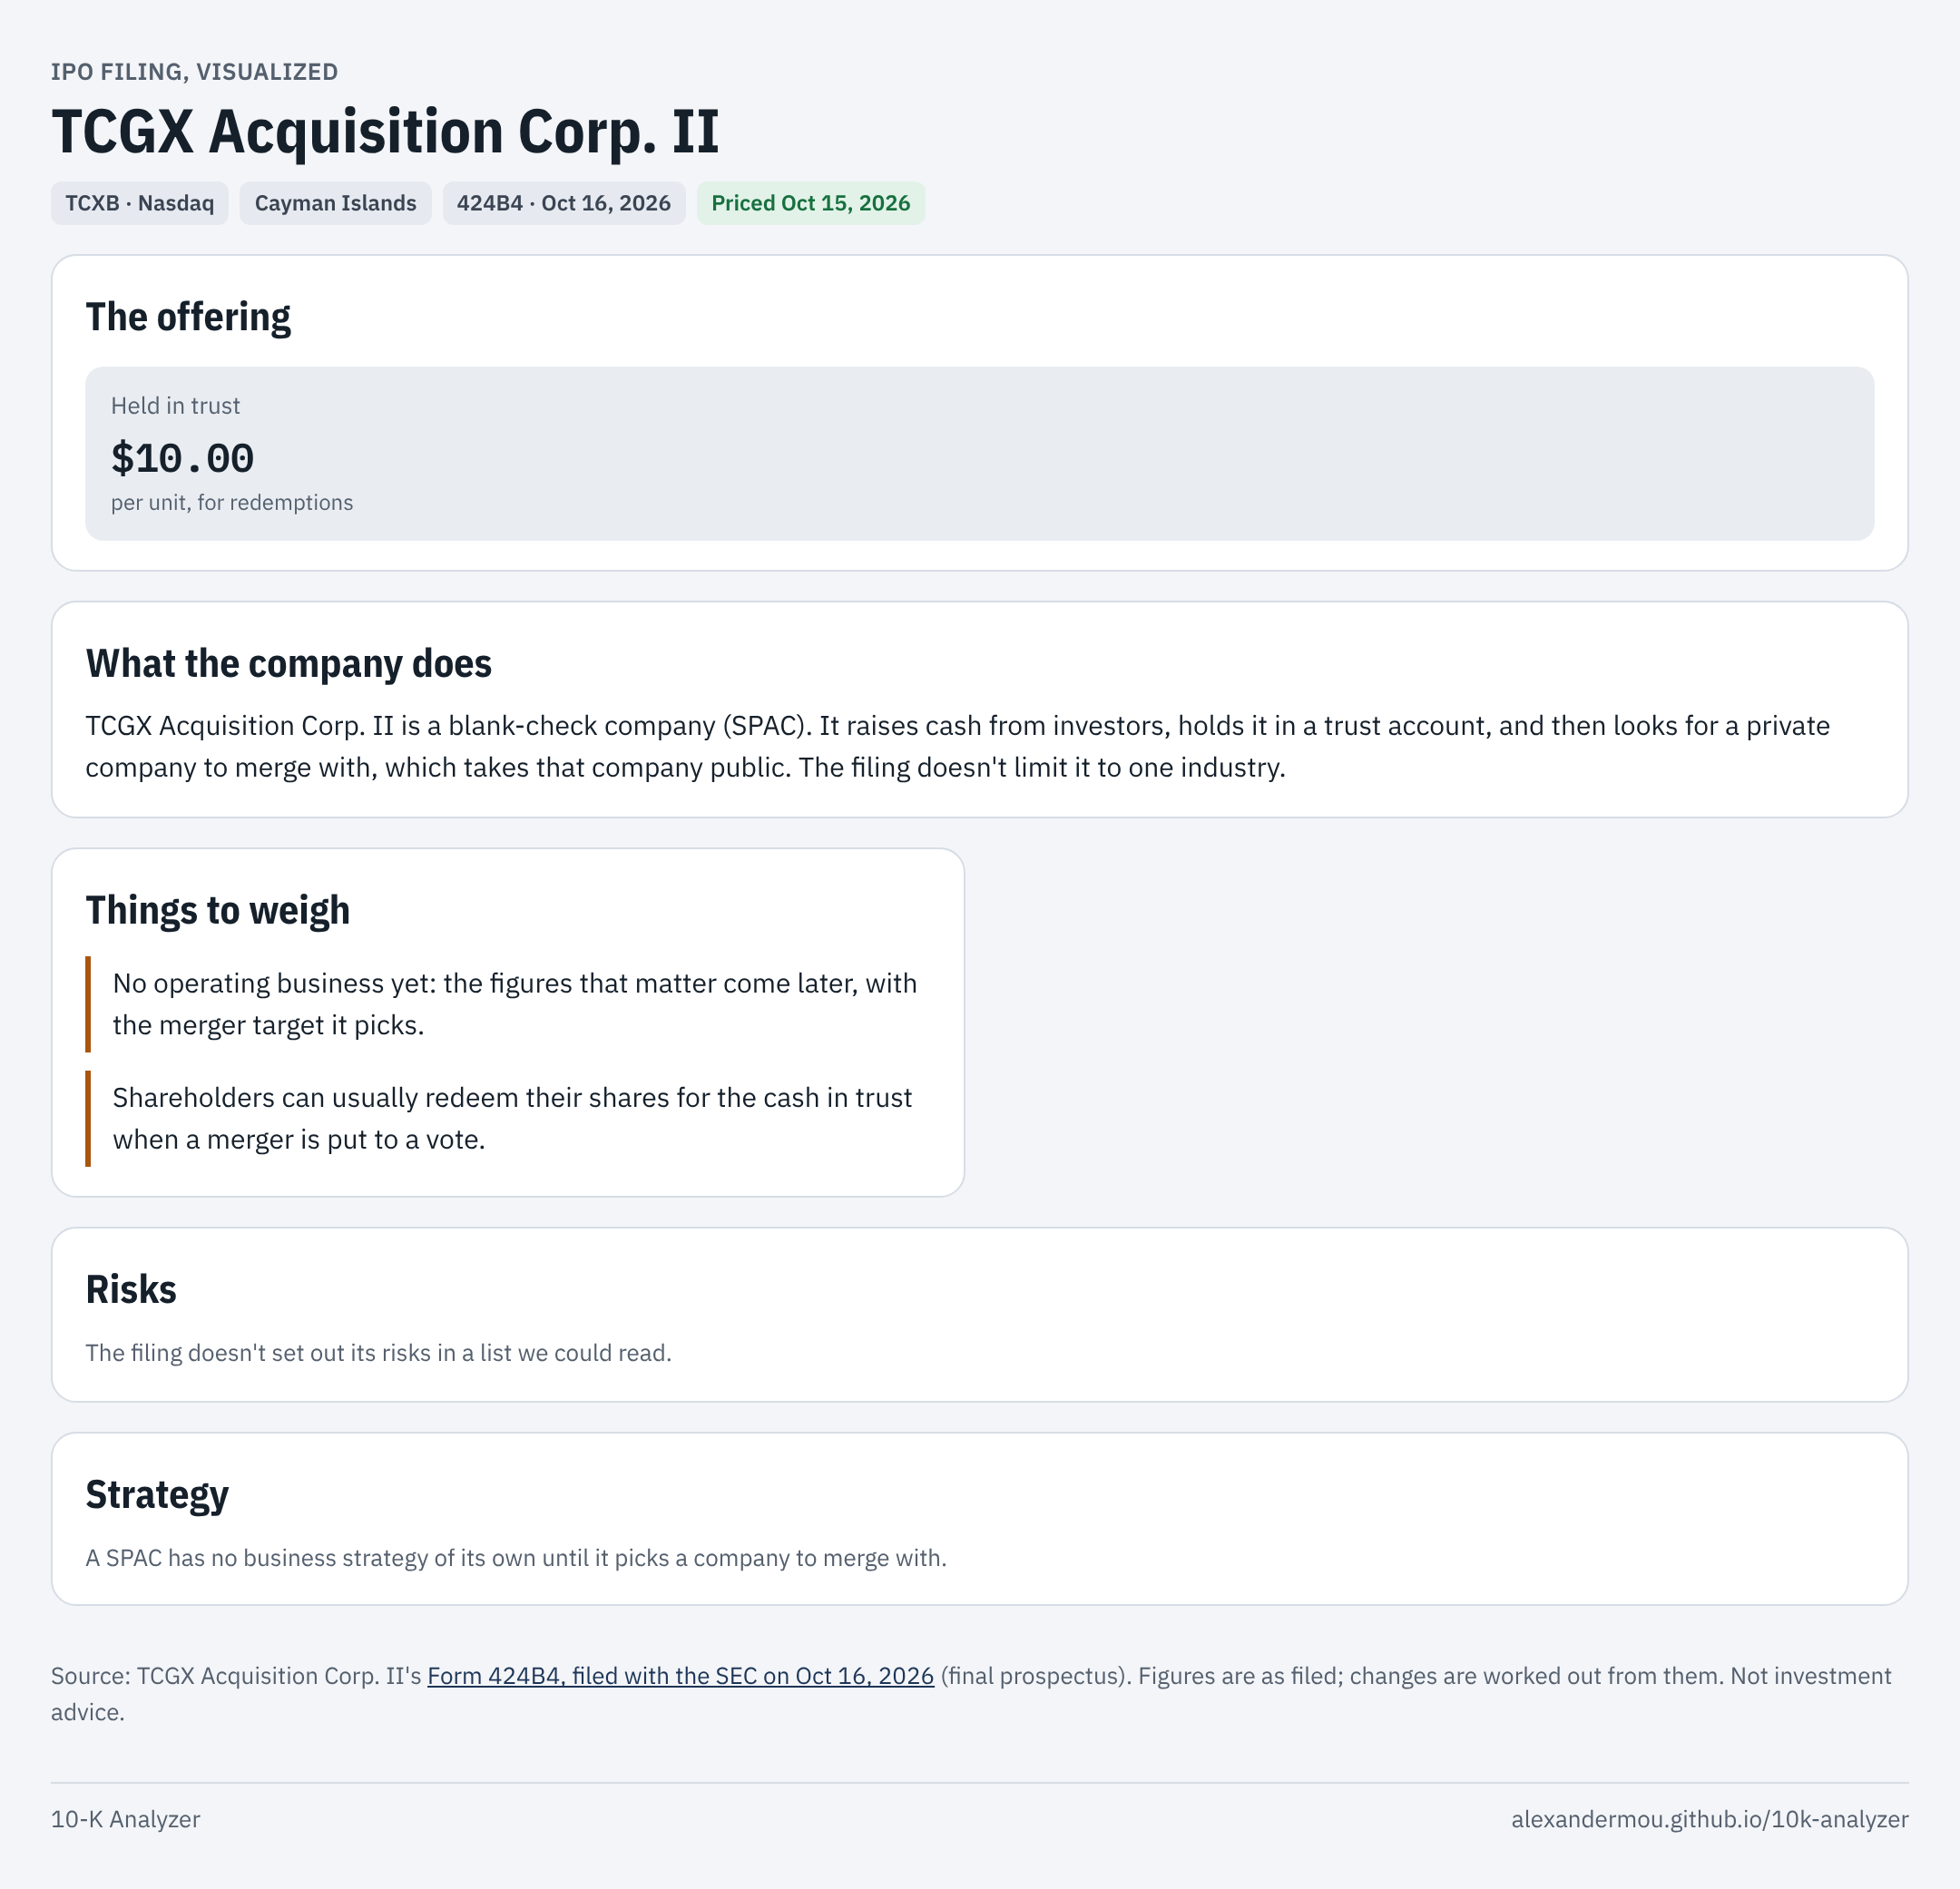 IPO FILING, VISUALIZED
TCGX Acquisition Corp. II
TCXB · Nasdaq
Cayman Islands
424B4 · Oct 16, 2026
Priced Oct 15, 2026
The offering
Held in trust
$10.00
per unit, for redemptions
What the company does
TCGX Acquisition Corp. II is a blank-check company (SPAC). It raises cash from investors, holds it in a trust account, and then looks for a private
company to merge with, which takes that company public. The filing doesn't limit it to one industry.
Things to weigh
No operating business yet: the figures that matter come later, with
the merger target it picks.
Shareholders can usually redeem their shares for the cash in trust
when a merger is put to a vote.
Risks
The filing doesn't set out its risks in a list we could read.
Strategy
A SPAC has no business strategy of its own until it picks a company to merge with.
Source: TCGX Acquisition Corp. II's Form 424B4, filed with the SEC on Oct 16, 2026 (final prospectus). Figures are as filed; changes are worked out from them. Not investment
advice.
10-K Analyzer
alexandermou.github.io/10k-analyzer